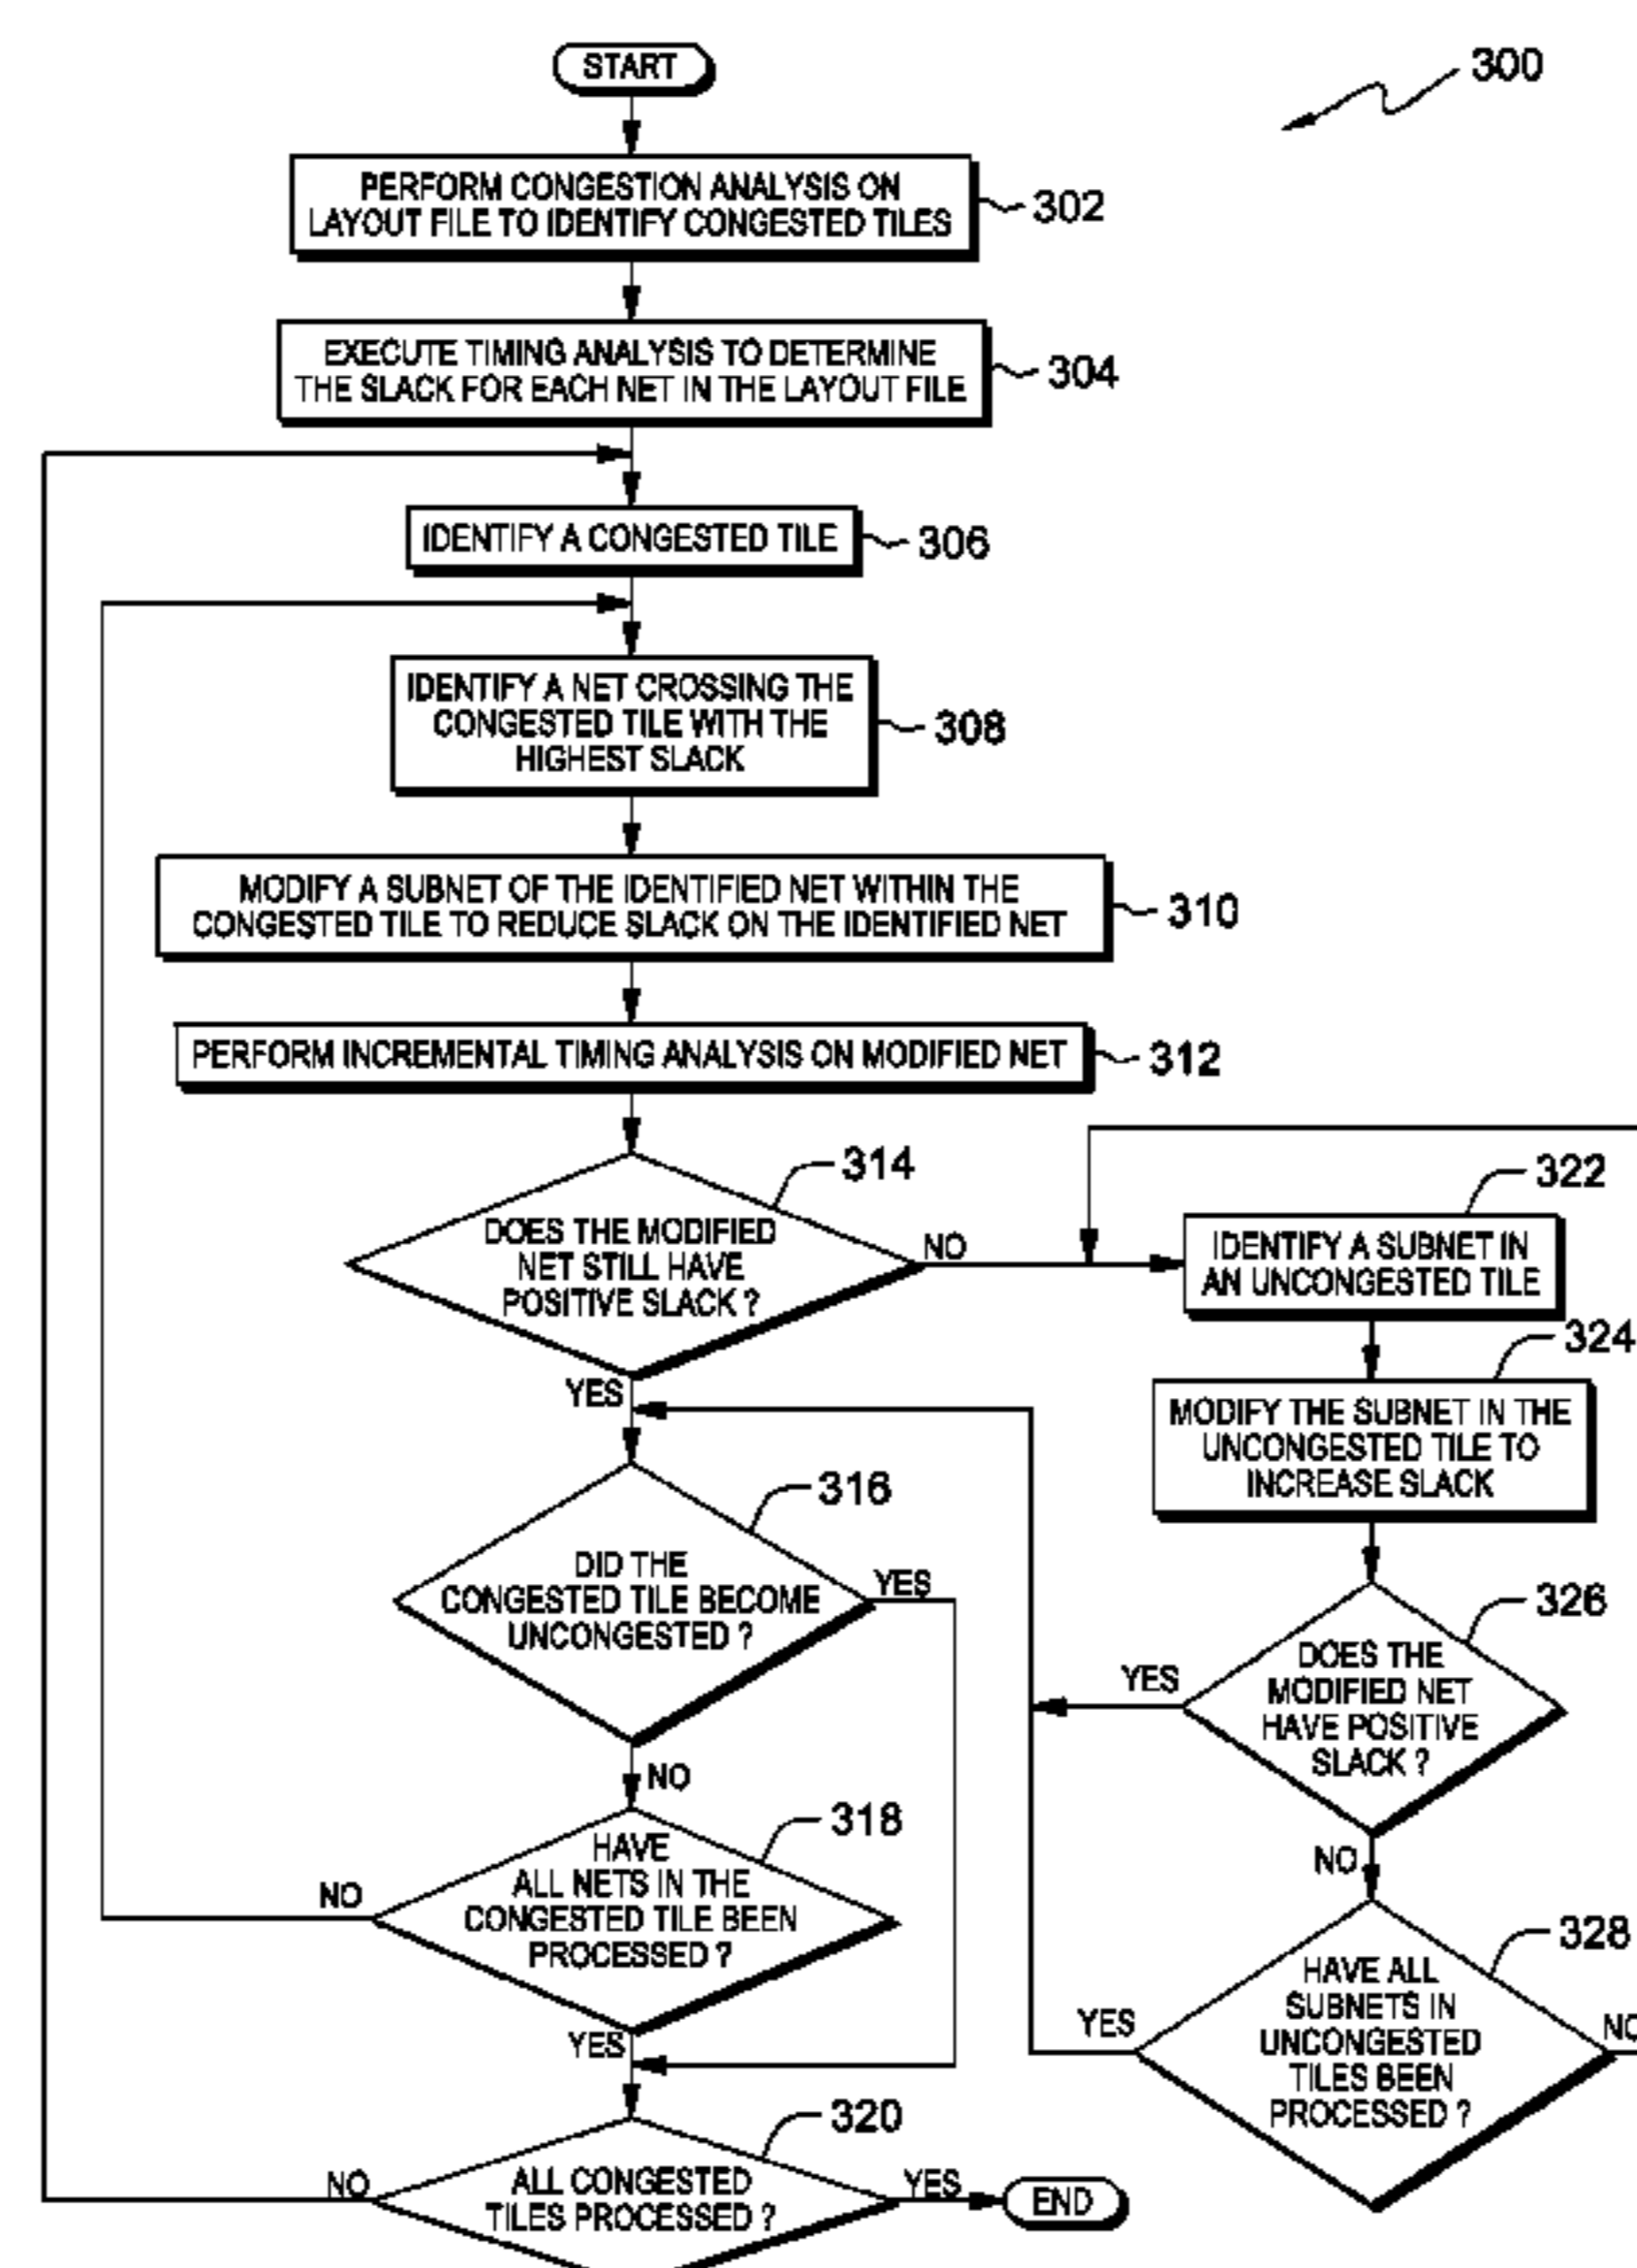 START
300
PERFORM CONGESTION ANALYSIS ON
LAYOUT FILE TO IDENTIFY CONGESTED TILES
302
EXECUTE TIMING ANALYSIS TO DETERMINE
THE SLACK FOR EACH NET IN THE LAYOUT FILE
304
IDENTIFY A CONGESTED TILE
306
IDENTIFY A NET CROSSING THE
CONGESTED TILE WITH THE
HIGHEST SLACK
308
MODIFY A SUBNET OF THE IDENTIFIED NET WITHIN THE
CONGESTED TILE TO REDUCE SLACK ON THE IDENTIFIED NET
310
PERFORM INCREMENTAL TIMING ANALYSIS ON MODIFIED NET
312
314
DOES THE MODIFIED
NET STILL HAVE
POSITIVE SLACK ?
NO
YES
322
IDENTIFY A SUBNET IN
AN UNCONGESTED TILE
324
MODIFY THE SUBNET IN THE
UNCONGESTED TILE TO
INCREASE SLACK
316
DID THE
CONGESTED TILE BECOME
UNCONGESTED ?
YES
NO
326
DOES THE
MODIFIED NET
HAVE POSITIVE
SLACK ?
YES
NO
318
HAVE
ALL NETS IN THE
CONGESTED TILE BEEN
PROCESSED ?
NO
YES
328
HAVE ALL
SUBNETS IN
UNCONGESTED
TILES BEEN
PROCESSED ?
YES
NO
320
ALL CONGESTED
TILES PROCESSED ?
NO
YES
END